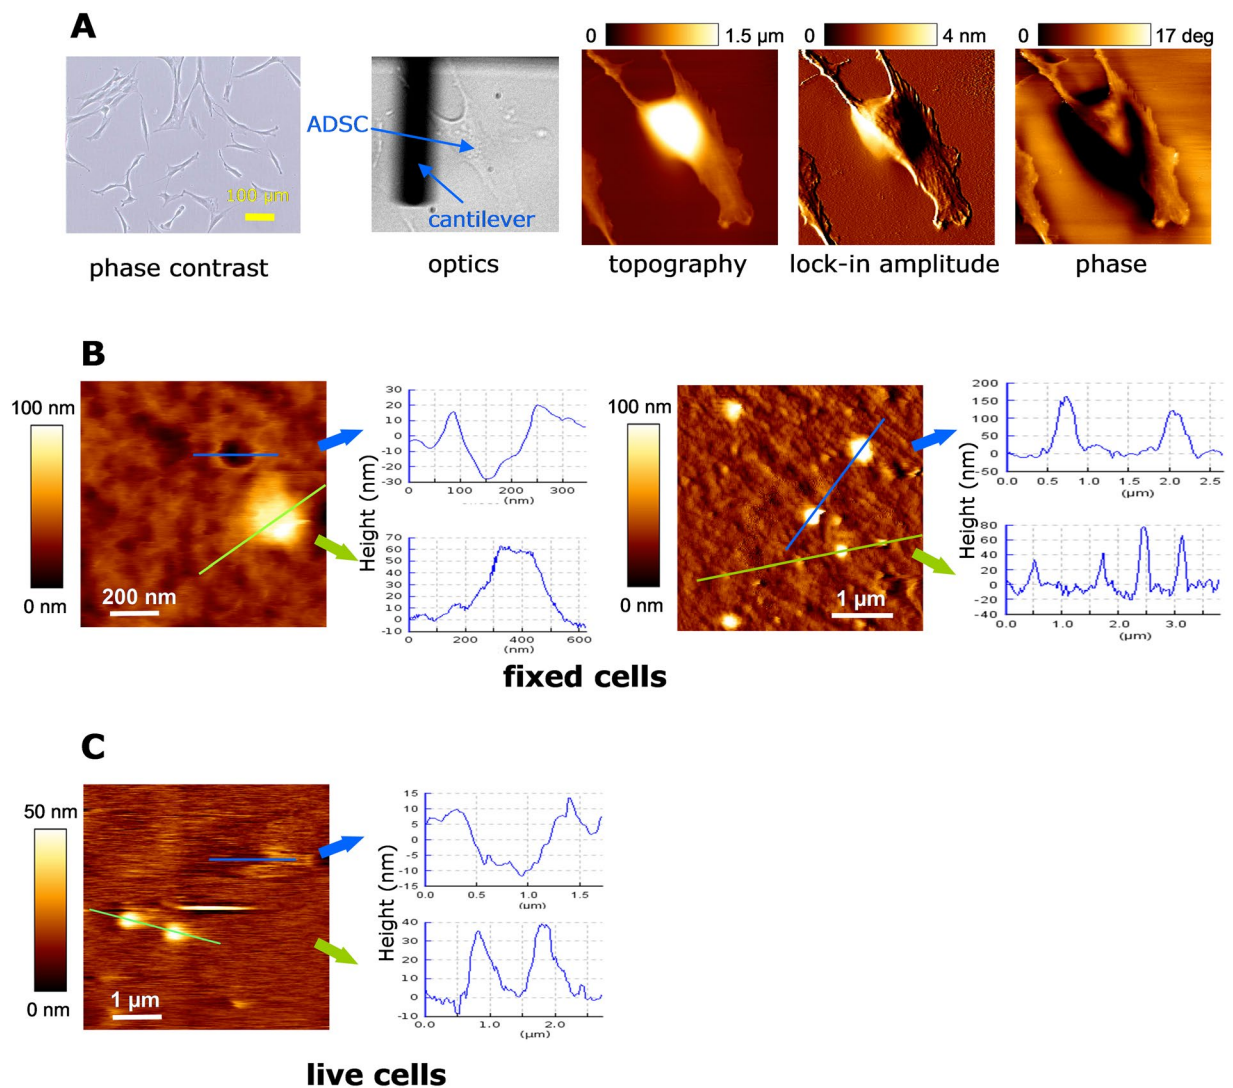 A
0 1.5 µm
0 4 nm
0 17 deg
ADSC
cantilever
100 µm
phase contrast
optics
topography
lock-in amplitude
phase
B
100 nm
0 nm
200 nm
Height (nm)
30
20
10
0
-10
-20
-30
0 100 200 300
(nm)
70
60
50
40
30
20
10
0
-10
0 200 400 600
(nm)
100 nm
0 nm
1 µm
Height (nm)
200
150
100
50
0
-50
0.0 0.5 1.0 1.5 2.0 2.5
(µm)
80
60
40
20
0
-20
-40
0.0 1.0 2.0 3.0
(µm)
fixed cells
C
50 nm
0 nm
1 µm
Height (nm)
15
10
5
0
-5
-10
-15
0.0 0.5 1.0 1.5
(µm)
40
30
20
10
0
-10
0.0 1.0 2.0
(µm)
live cells